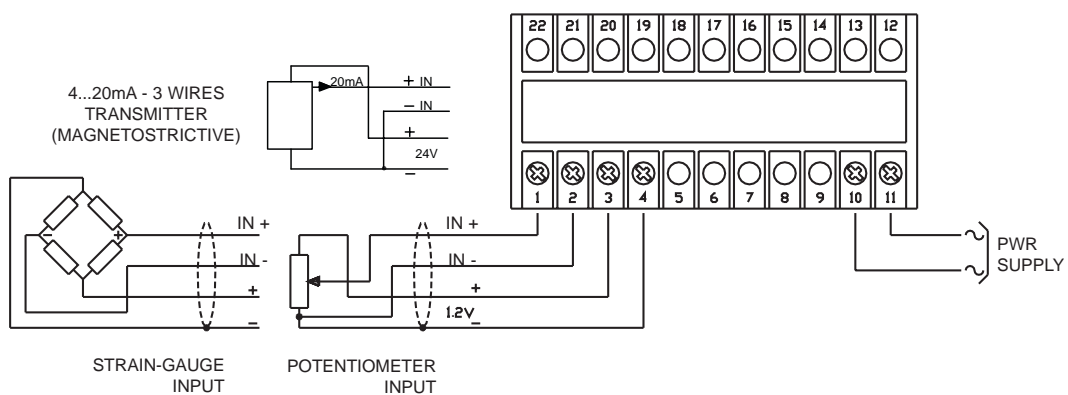 22 21 20 19 18 17 16 15 14 13 12
4...20mA - 3 WIRES
TRANSMITTER
(MAGNETOSTRICTIVE)
20mA
+ IN
− IN
+
24V
−
1 2 3 4 5 6 7 8 9 10 11
− +
IN +
IN -
+
−
IN +
IN -
+
1.2V
−
PWR
SUPPLY
STRAIN-GAUGE
INPUT
POTENTIOMETER
INPUT